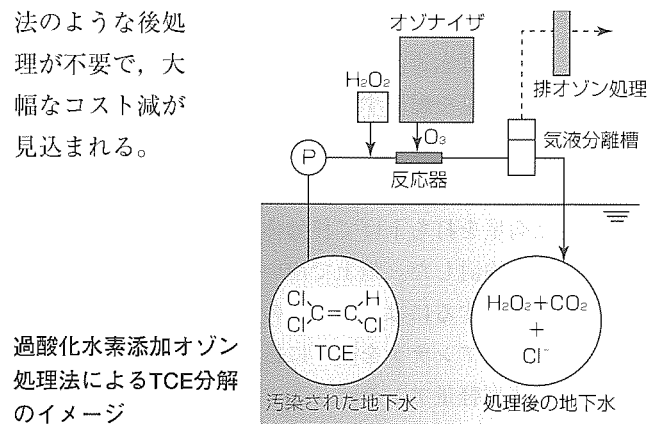 法のような後処
理が不要で，大
幅なコスト減が
見込まれる。
オゾナイザ
H₂O₂
排オゾン処理
O₃
P
気液分離槽
反応器
Cl H
Cl C=C Cl
TCE
H₂O₂+CO₂
+
Cl⁻
汚染された地下水
処理後の地下水
過酸化水素添加オゾン
処理法によるTCE分解
のイメージ